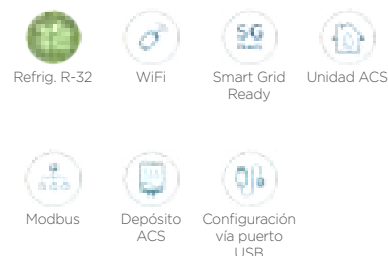 Refrig. R-32
WiFi
Smart Grid
Ready
Unidad ACS
Modbus
Depósito
ACS
Configuración
vía puerto
USB